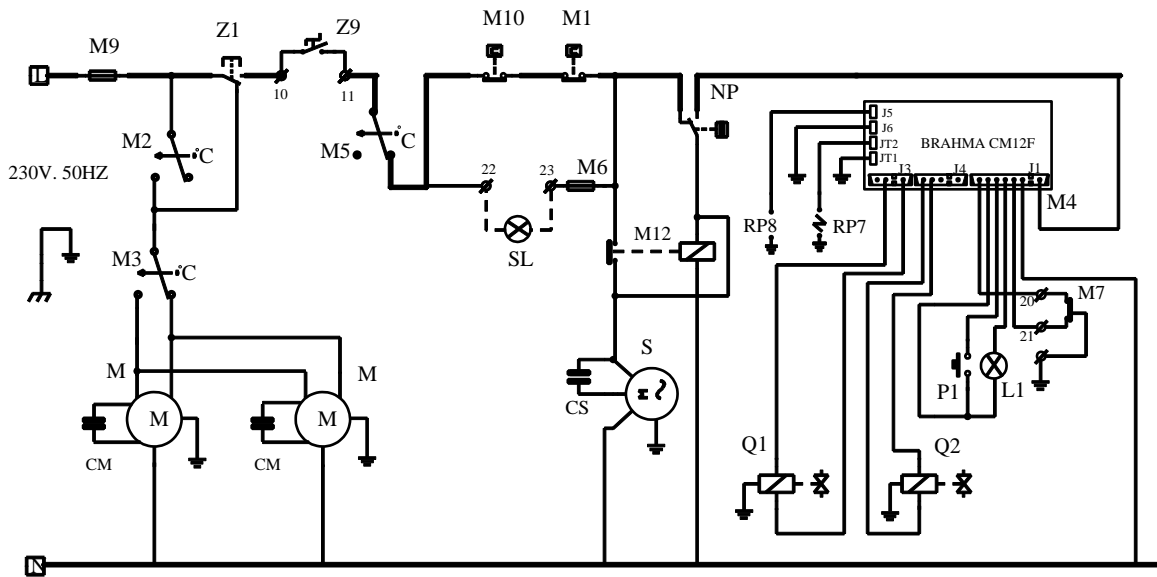 M9
Z1
Z9
M10
M1
10
11
NP
J5
J6
JT2
JT1
BRAHMA CM12F
J3
J4
J1
M4
M2
°C
230V. 50HZ
M5
°C
22
23
M6
RP8
RP7
SL
M12
M3
°C
20
21
M7
P1
L1
M
M
S
M
M
M
CS
CM
CM
Q1
Q2
N